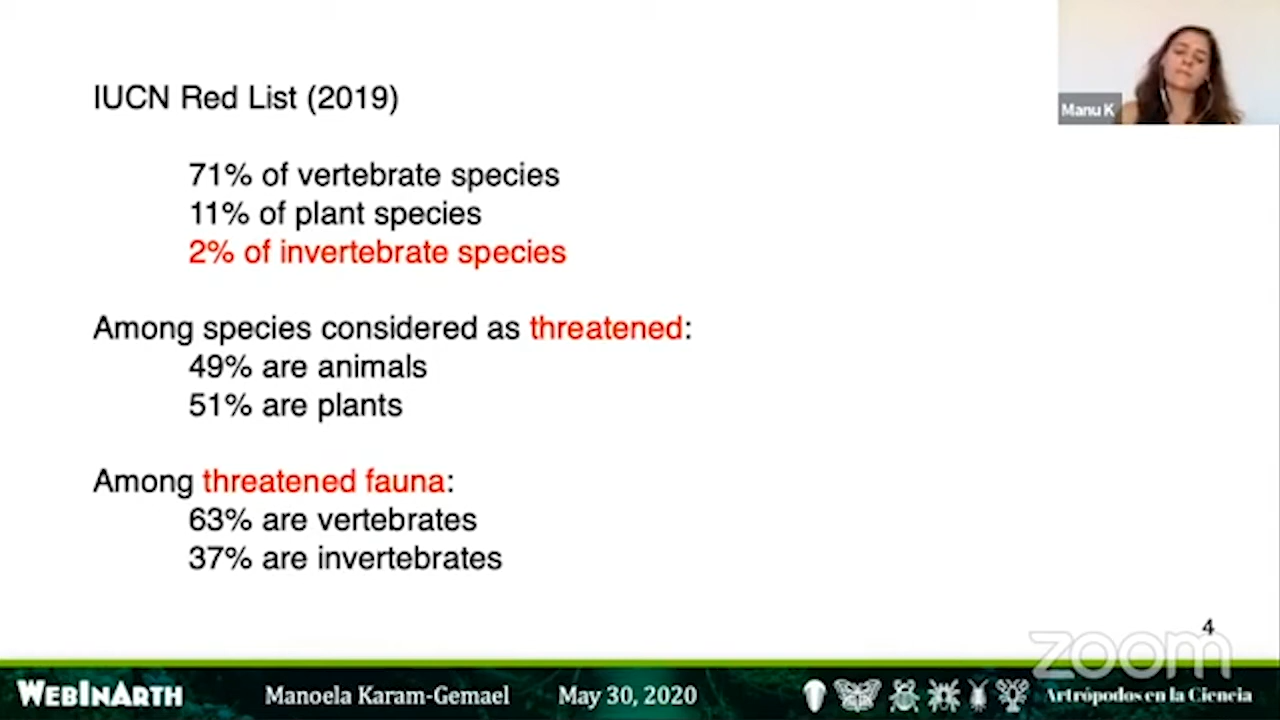 IUCN Red List (2019)
71% of vertebrate species
11% of plant species
2% of invertebrate species
Among species considered as threatened:
49% are animals
51% are plants
Among threatened fauna:
63% are vertebrates
37% are invertebrates
Manu K
4
zoom
WEBINARTH
Manoela Karam-Gemael
May 30, 2020
Artrópodos en la Ciencia